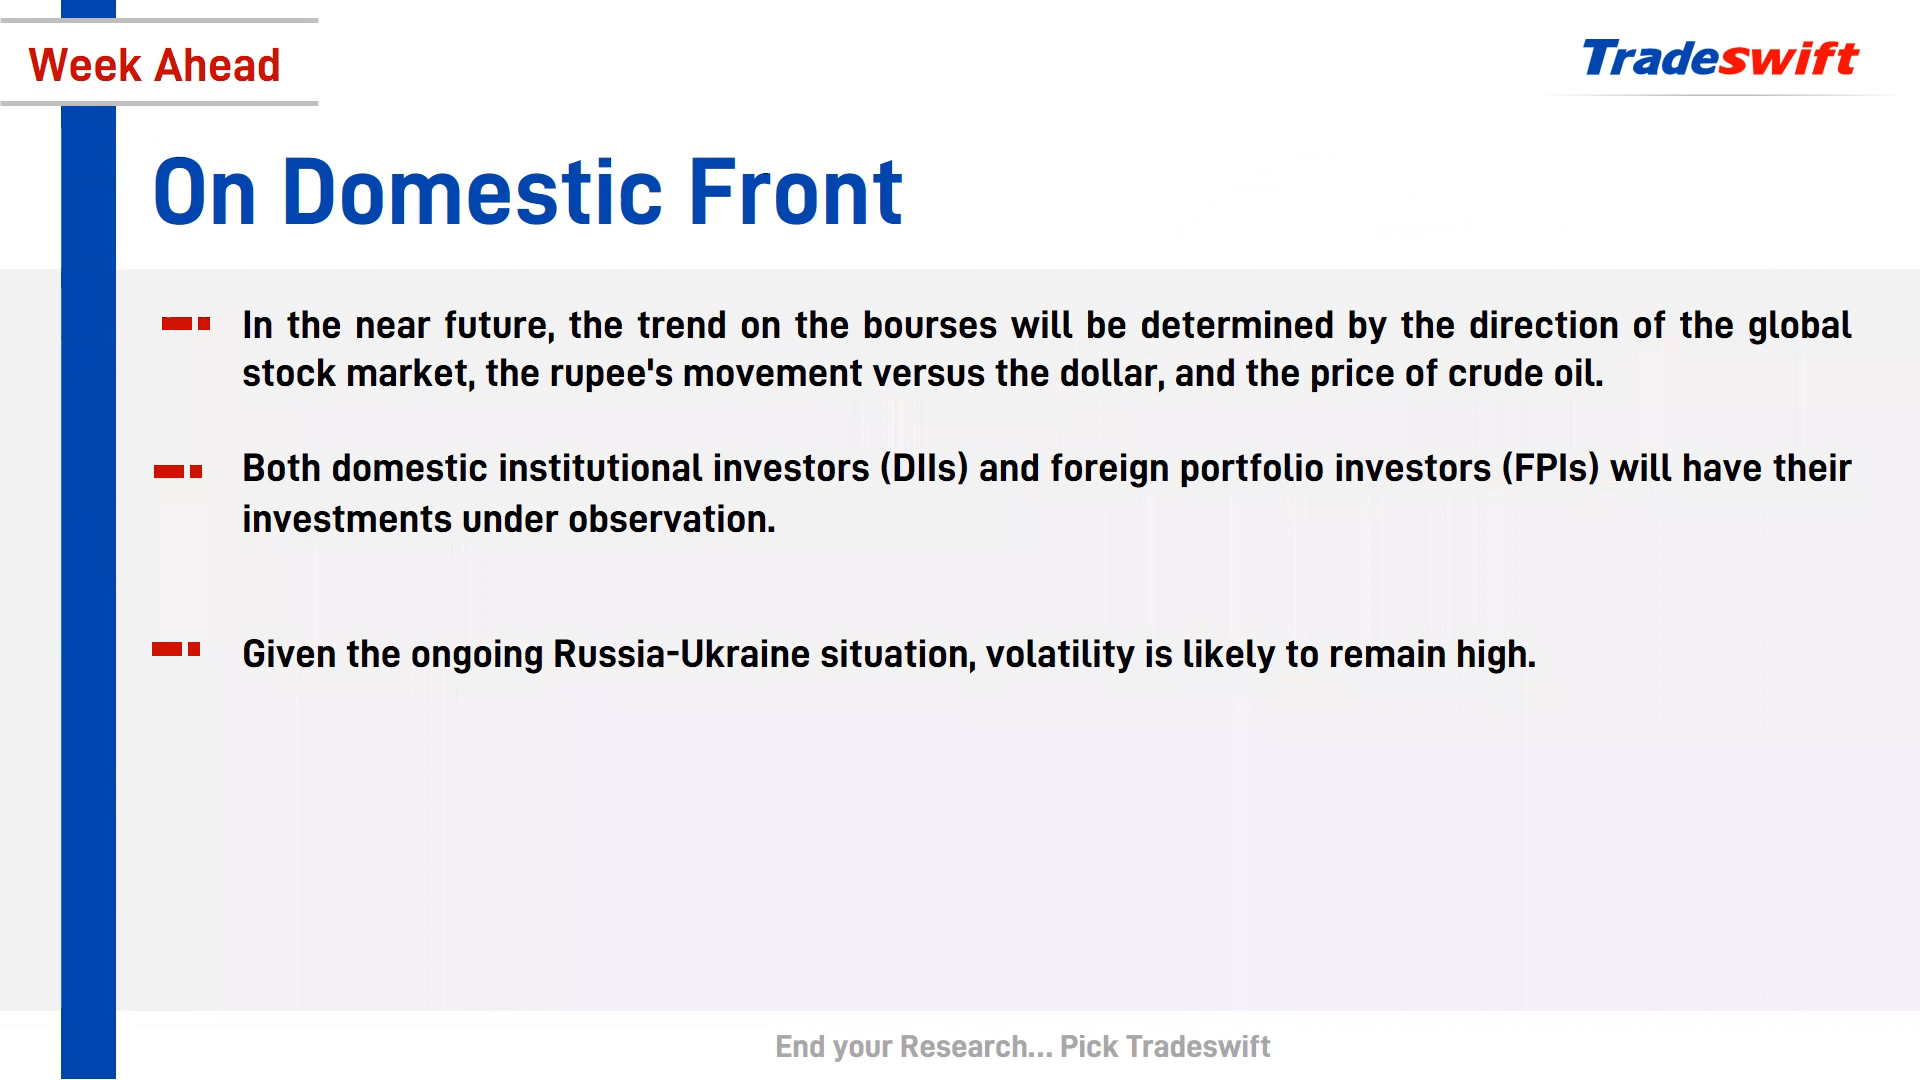 Week Ahead
Tradeswift
On Domestic Front
In the near future, the trend on the bourses will be determined by the direction of the global
stock market, the rupee's movement versus the dollar, and the price of crude oil.
Both domestic institutional investors (DIIs) and foreign portfolio investors (FPIs) will have their
investments under observation.
Given the ongoing Russia-Ukraine situation, volatility is likely to remain high.
End your Research... Pick Tradeswift